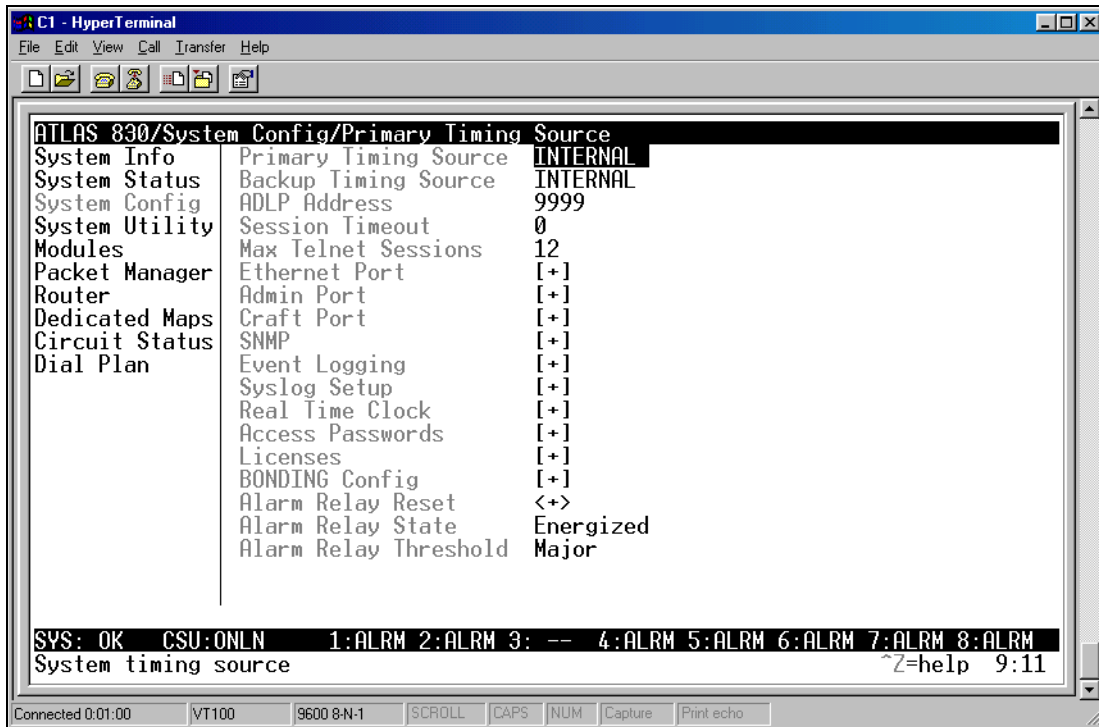 C1 - HyperTerminal
File Edit View Call Transfer Help
ATLAS 830/System Config/Primary Timing Source
System Info Primary Timing Source INTERNAL
System Status Backup Timing Source INTERNAL
System Config ADLP Address 9999
System Utility Session Timeout 0
Modules Max Telnet Sessions 12
Packet Manager Ethernet Port [+]
Router Admin Port [+]
Dedicated Maps Craft Port [+]
Circuit Status SNMP [+]
Dial Plan Event Logging [+]
Syslog Setup [+]
Real Time Clock [+]
Access Passwords [+]
Licenses [+]
BONDING Config [+]
Alarm Relay Reset <+>
Alarm Relay State Energized
Alarm Relay Threshold Major
SYS: OK CSU:ONLN 1:ALRM 2:ALRM 3: -- 4:ALRM 5:ALRM 6:ALRM 7:ALRM 8:ALRM
System timing source ^Z=help 9:11
Connected 0:01:00 VT100 9600 8-N-1 SCROLL CAPS NUM Capture Print echo